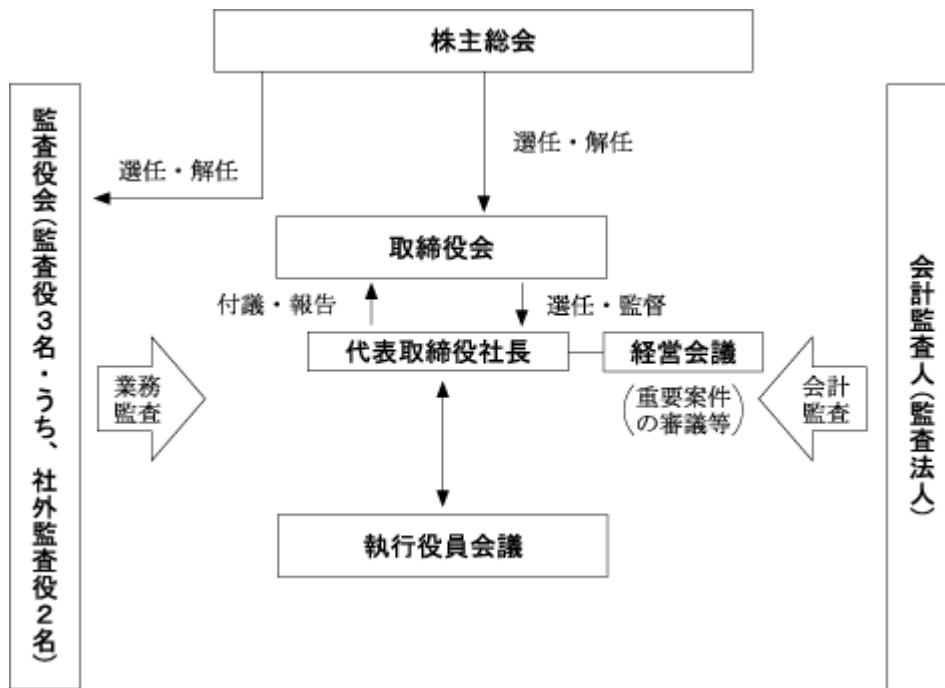 株主総会
選任・解任
選任・解任
監査役会(監査役3名・うち、社外監査役2名)
取締役会
付議・報告
選任・監督
代表取締役社長
経営会議
(重要案件
の審議等)
業務
監査
会計
監査
会計監査人(監査法人)
執行役員会議